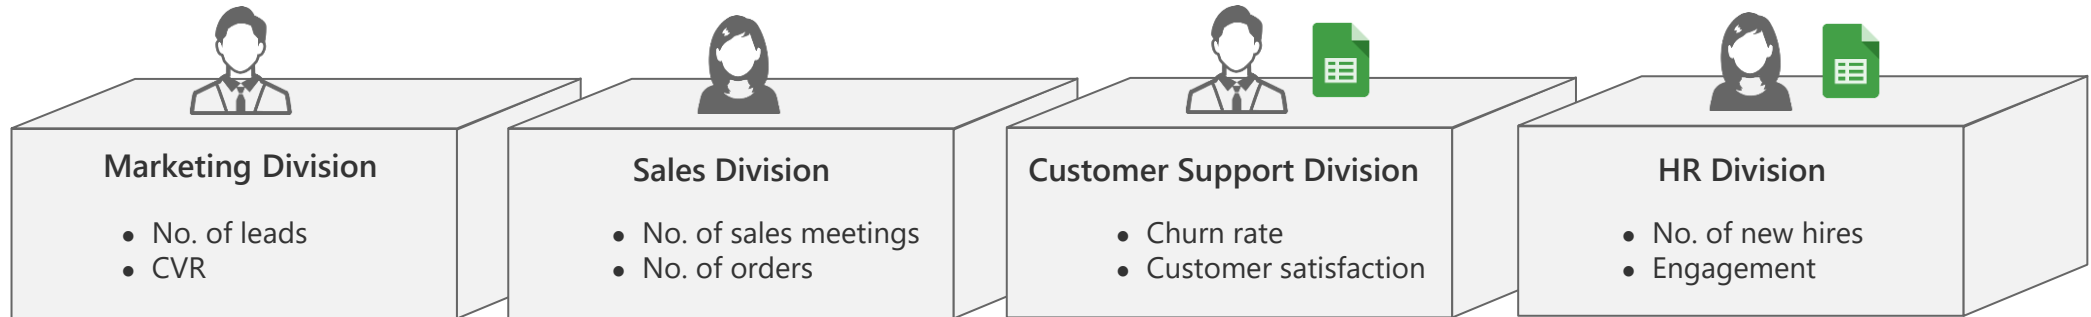 Marketing Division
• No. of leads
• CVR
Sales Division
• No. of sales meetings
• No. of orders
Customer Support Division
• Churn rate
• Customer satisfaction
HR Division
• No. of new hires
• Engagement